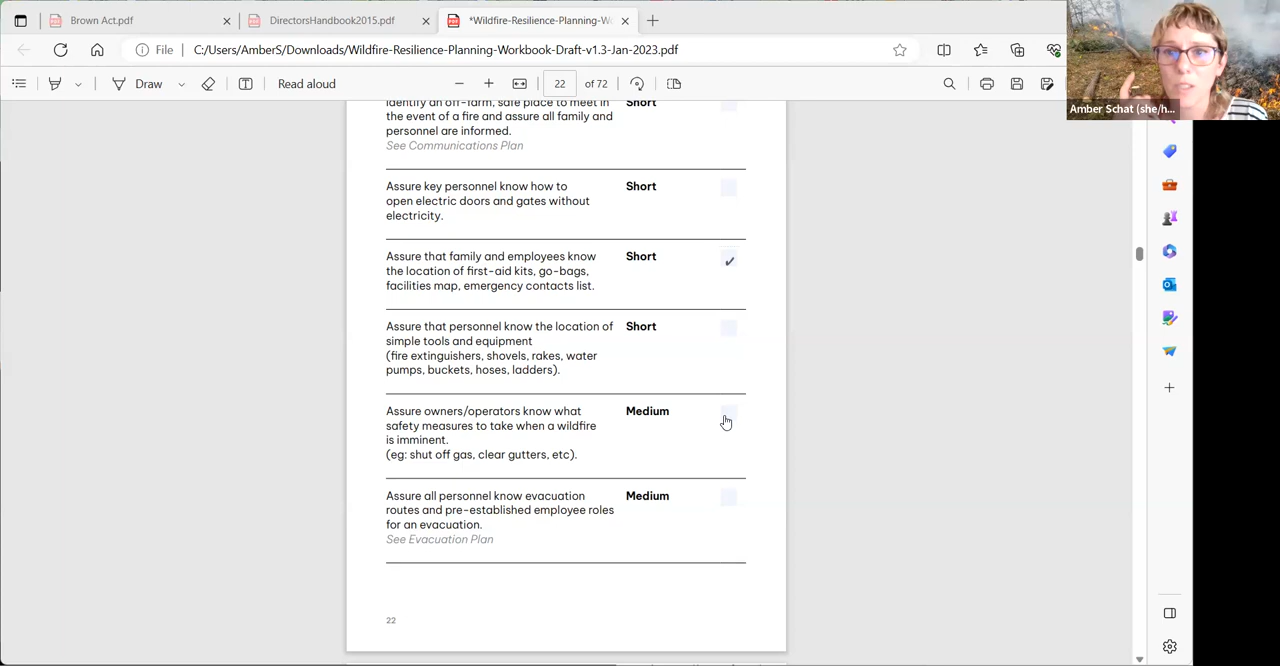 Brown Act.pdf
DirectorsHandbook2015.pdf
*Wildfire-Resilience-Planning-Wo
File
C:/Users/AmberS/Downloads/Wildfire-Resilience-Planning-Workbook-Draft-v1.3-Jan-2023.pdf
Draw
Read aloud
22
of 72
Amber Schat (she/h...
Identify an off-farm, safe place to meet in
the event of a fire and assure all family and
personnel are informed.
See Communications Plan
Short
Assure key personnel know how to
open electric doors and gates without
electricity.
Short
Assure that family and employees know
the location of first-aid kits, go-bags,
facilities map, emergency contacts list.
Short
Assure that personnel know the location of
simple tools and equipment
(fire extinguishers, shovels, rakes, water
pumps, buckets, hoses, ladders).
Short
Assure owners/operators know what
safety measures to take when a wildfire
is imminent.
(eg: shut off gas, clear gutters, etc).
Medium
Assure all personnel know evacuation
routes and pre-established employee roles
for an evacuation.
See Evacuation Plan
Medium
22